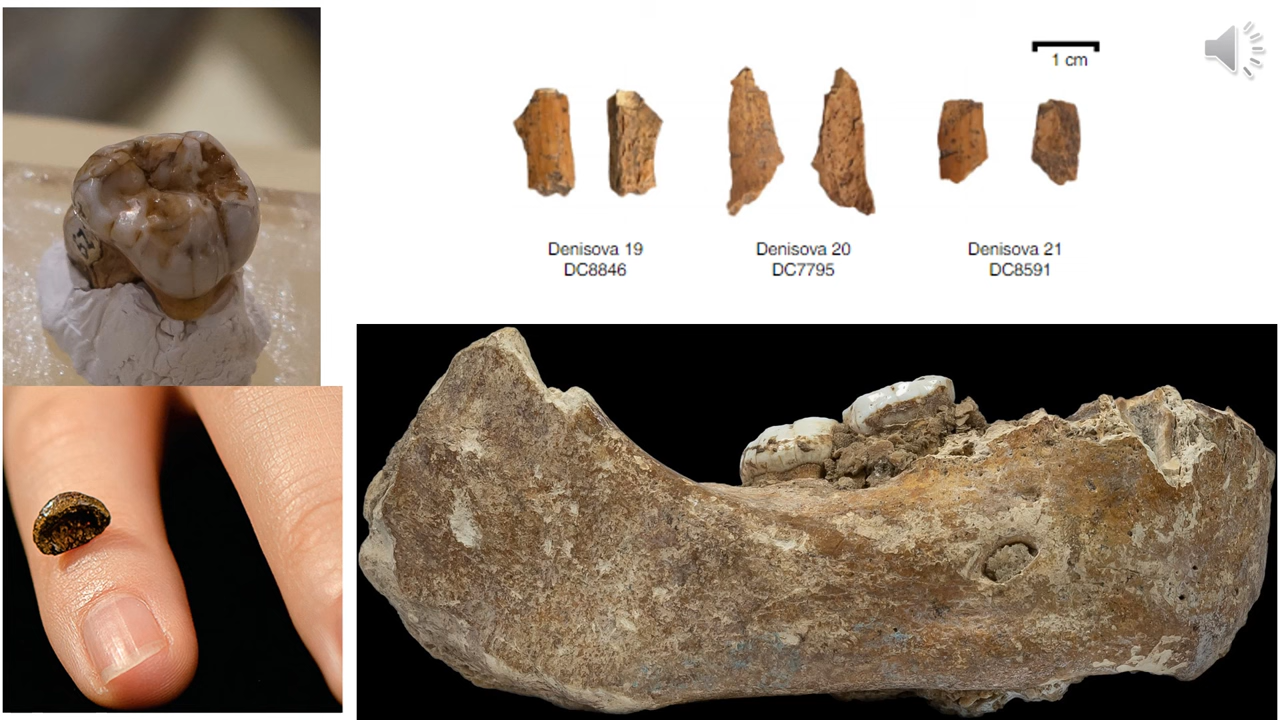 1 cm
Denisova 19
DC8846
Denisova 20
DC7795
Denisova 21
DC8591